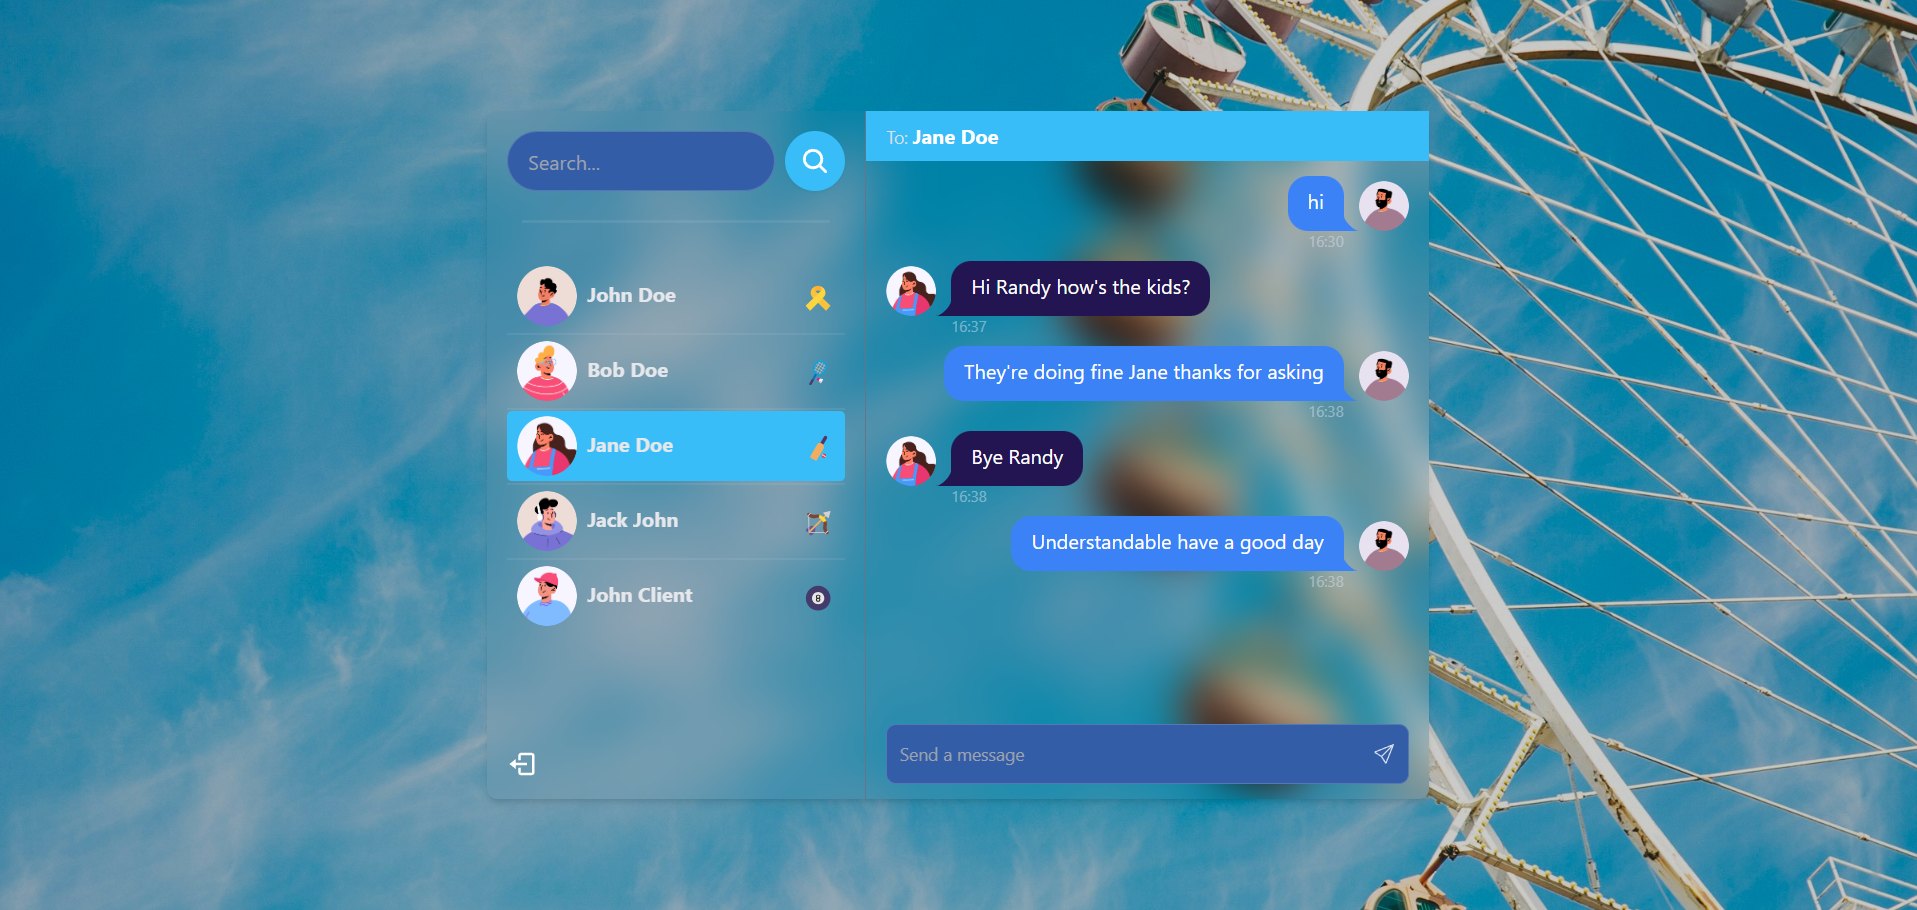 Search...
John Doe
Bob Doe
Jane Doe
Jack John
John Client
8
To: Jane Doe
hi
16:30
Hi Randy how's the kids?
16:37
They're doing fine Jane thanks for asking
16:38
Bye Randy
16:38
Understandable have a good day
16:38
Send a message